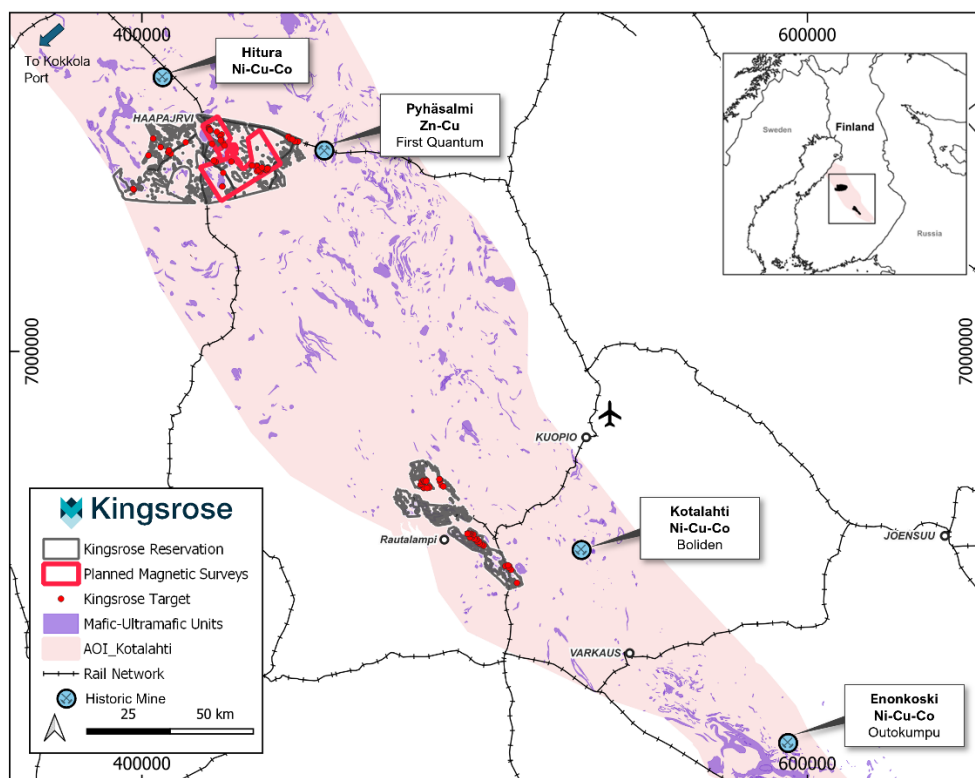 400000
600000
To Kokkola
Port
Hitura
Ni-Cu-Co
HAAPAJRVI
Pyhäsalmi
Zn-Cu
First Quantum
Sweden
Finland
Russia
7000000
7000000
KUOPIO
Rautalampi
Kotalahti
Ni-Cu-Co
Boliden
JOENSUU
VARKAUS
Enonkoski
Ni-Cu-Co
Outokumpu
Kingsrose
Kingsrose Reservation
Planned Magnetic Surveys
Kingsrose Target
Mafic-Ultramafic Units
AOI_Kotalahti
Rail Network
Historic Mine
25 50 km
400000
600000